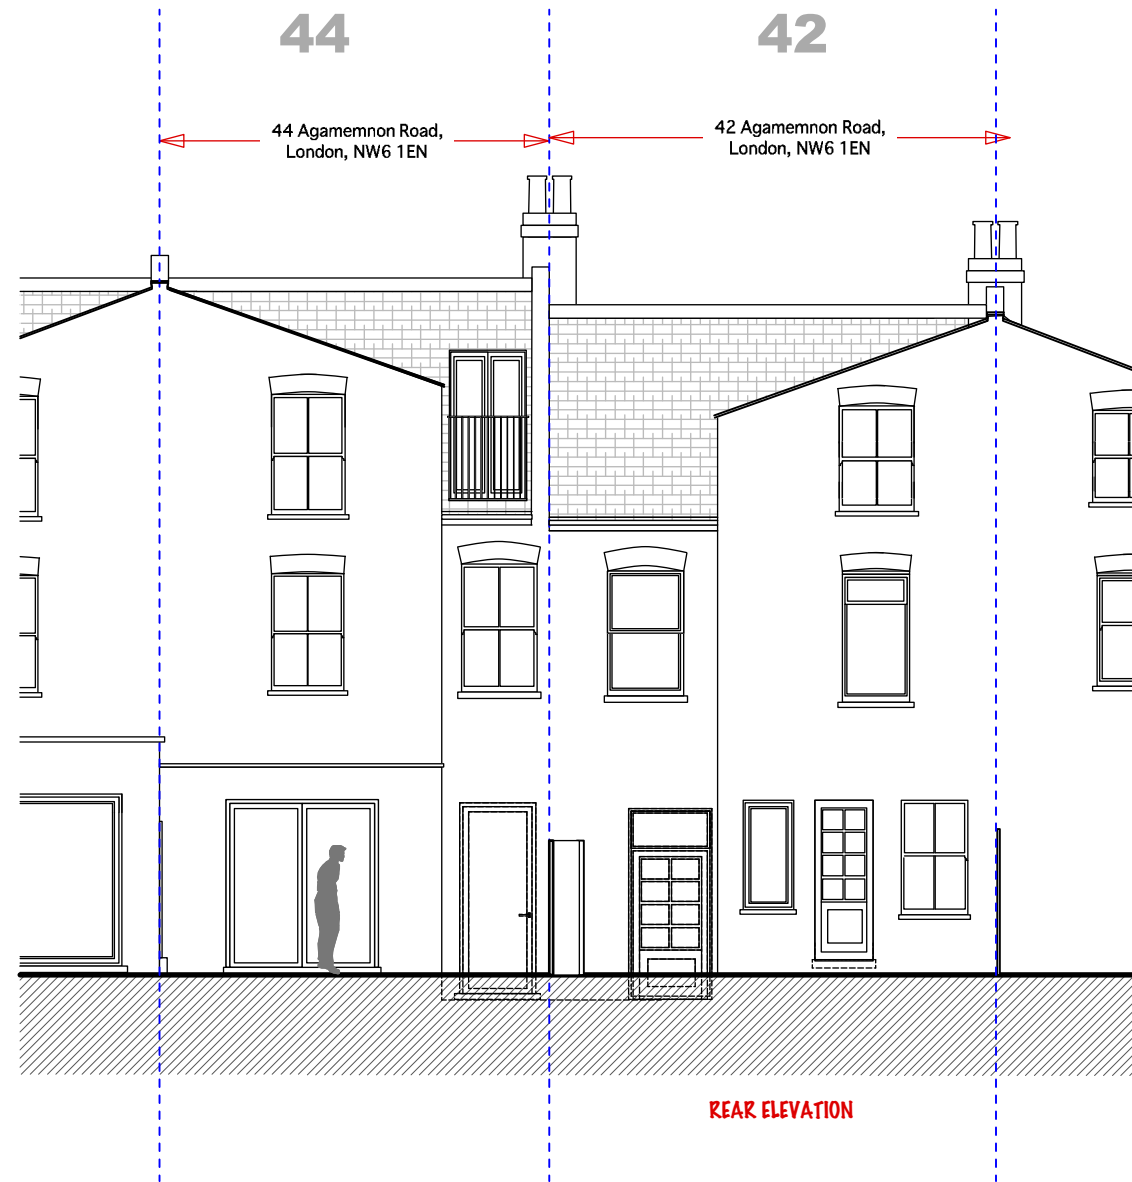 44
42
44 Agamemnon Road,
London, NW6 1EN
42 Agamemnon Road,
London, NW6 1EN
REAR ELEVATION